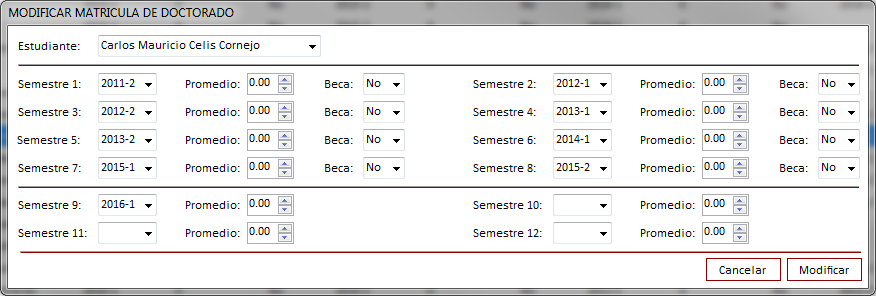 MODIFICAR MATRICULA DE DOCTORADO
Estudiante: Carlos Mauricio Celis Cornejo
Semestre 1: 2011-2 Promedio: 0.00 Beca: No Semestre 2: 2012-1 Promedio: 0.00 Beca: No
Semestre 3: 2012-2 Promedio: 0.00 Beca: No Semestre 4: 2013-1 Promedio: 0.00 Beca: No
Semestre 5: 2013-2 Promedio: 0.00 Beca: No Semestre 6: 2014-1 Promedio: 0.00 Beca: No
Semestre 7: 2015-1 Promedio: 0.00 Beca: No Semestre 8: 2015-2 Promedio: 0.00 Beca: No
Semestre 9: 2016-1 Promedio: 0.00 Semestre 10: Promedio: 0.00
Semestre 11: Promedio: 0.00 Semestre 12: Promedio: 0.00
Cancelar Modificar